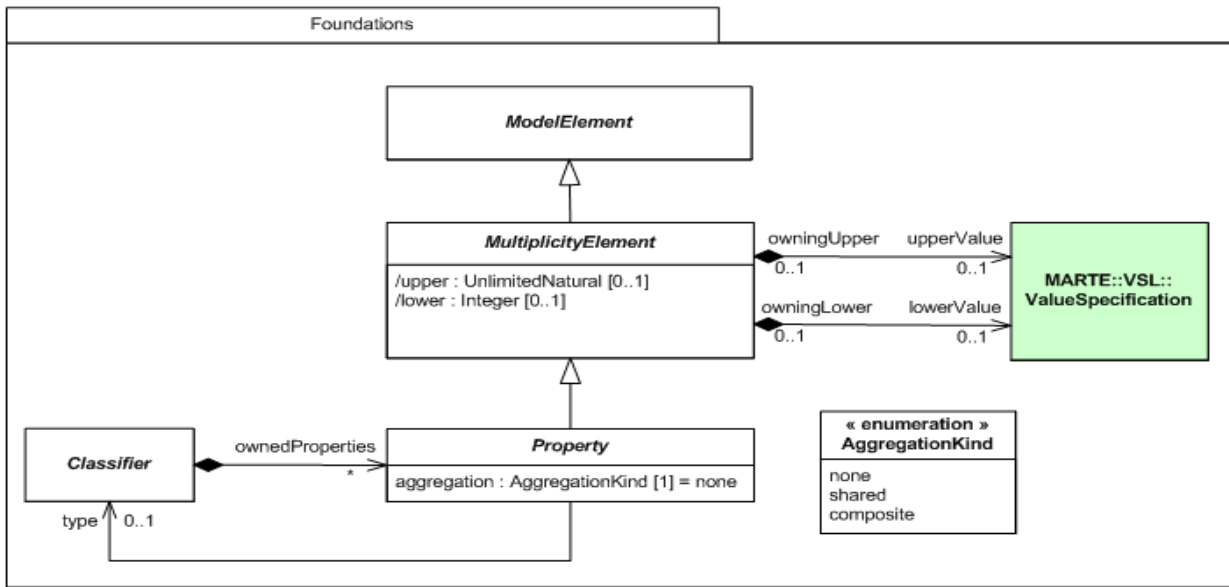 Foundations
ModelElement
MultiplicityElement
/upper : UnlimitedNatural [0..1]
/lower : Integer [0..1]
owningUpper
upperValue
0..1
0..1
owningLower
lowerValue
0..1
0..1
MARTE::VSL::
ValueSpecification
Classifier
ownedProperties
*
Property
aggregation : AggregationKind [1] = none
type
0..1
« enumeration »
AggregationKind
none
shared
composite